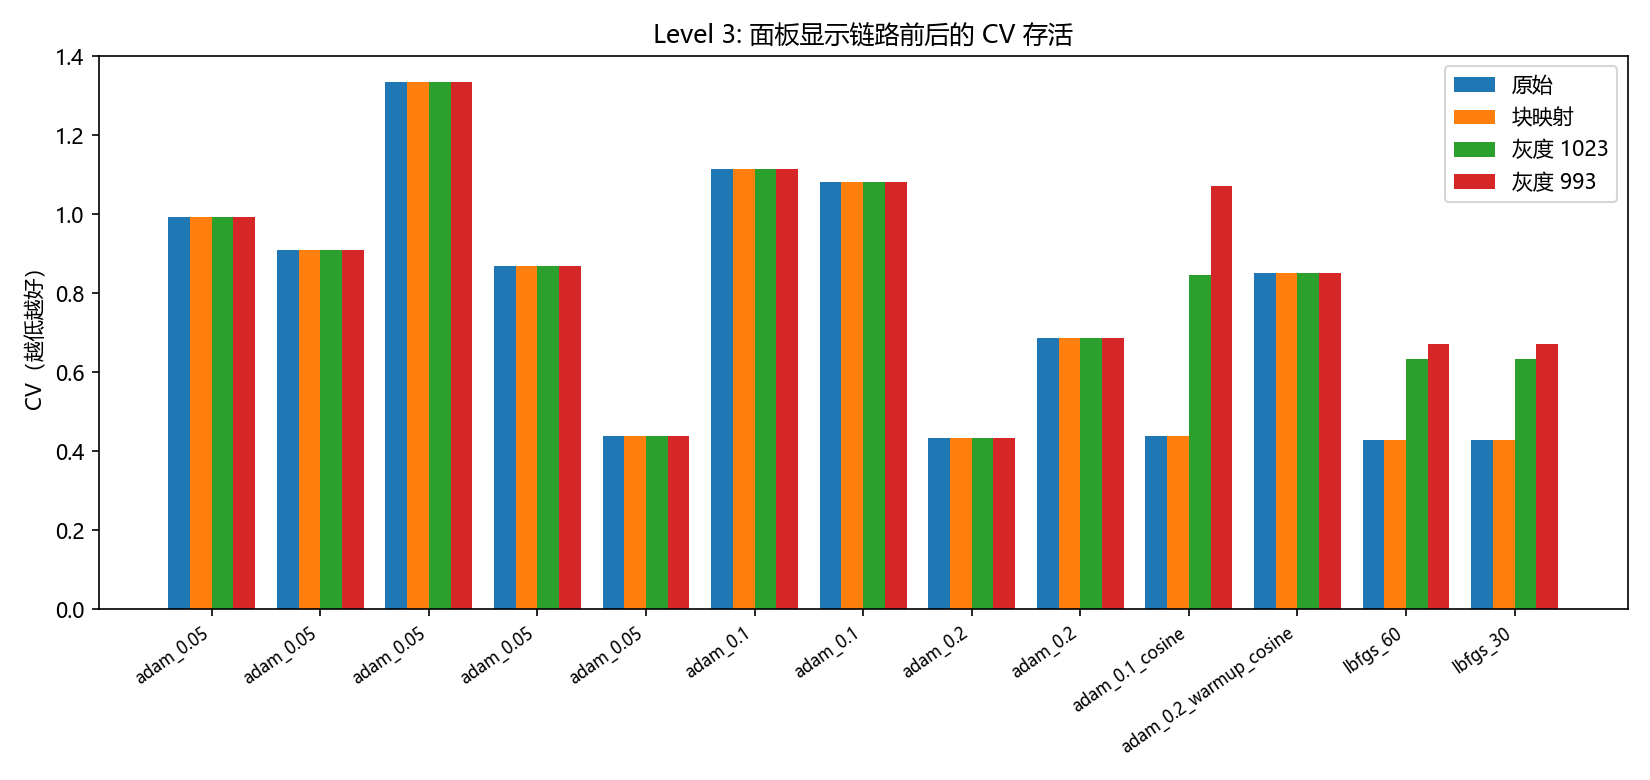 Level 3: 面板显示链路前后的 CV 存活
CV（越低越好）
1.4
1.2
1.0
0.8
0.6
0.4
0.2
0.0
原始
块映射
灰度 1023
灰度 993
adam_0.05
adam_0.05
adam_0.05
adam_0.05
adam_0.05
adam_0.1
adam_0.1
adam_0.2
adam_0.2
adam_0.1_cosine
adam_0.2_warmup_cosine
lbfgs_60
lbfgs_30